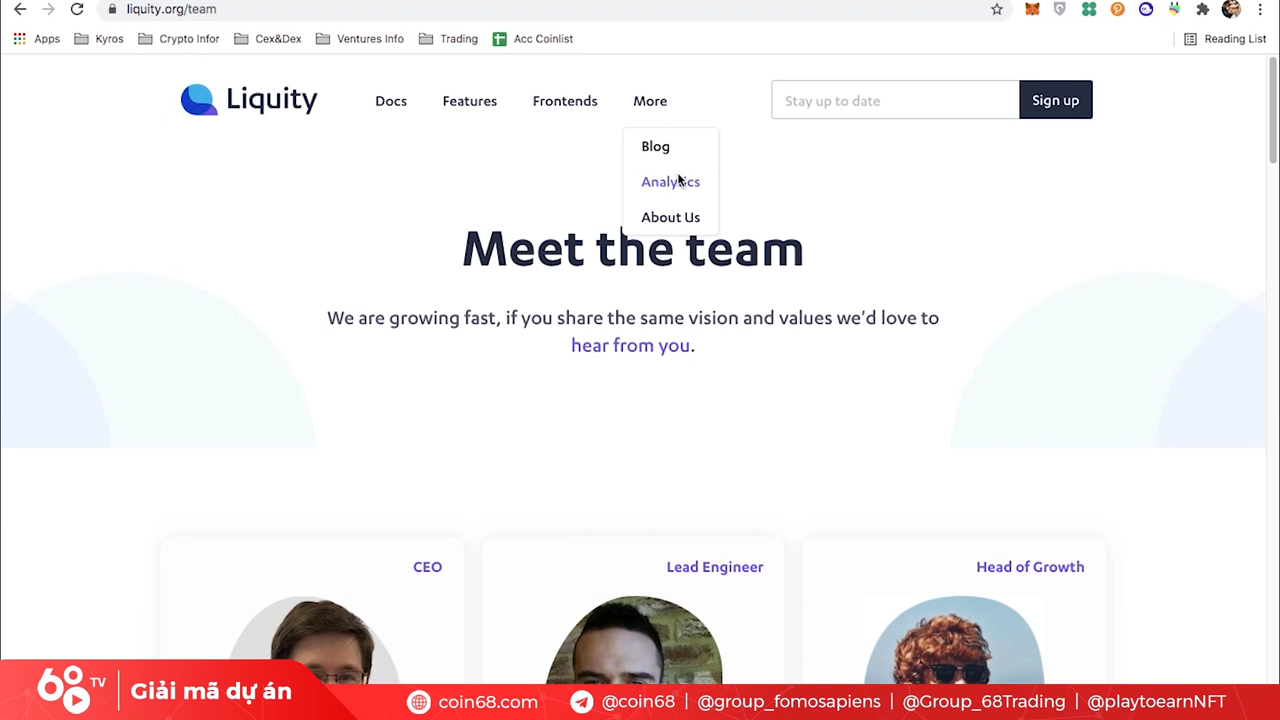 liquity.org/team
Apps
Kyros
Crypto Infor
Cex&Dex
Ventures Info
Trading
Acc Coinlist
Reading List
Liquity
Docs
Features
Frontends
More
Stay up to date
Sign up
Blog
Analytics
About Us
Meet the team
We are growing fast, if you share the same vision and values we'd love to
hear from you.
CEO
Lead Engineer
Head of Growth
68 TV
Giải mã dự án
coin68.com
@coin68 | @group_fomosapiens | @Group_68Trading | @playtoearnNFT